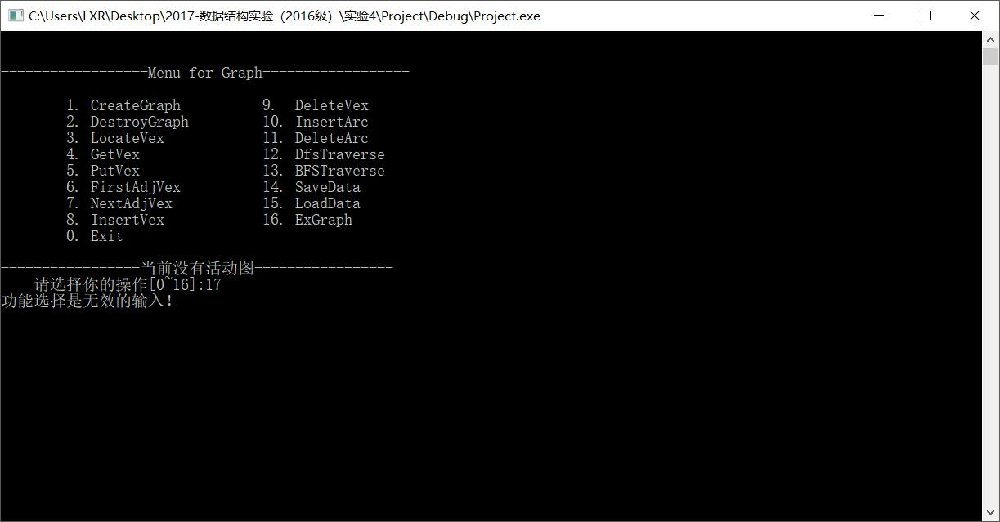 C:\Users\LXR\Desktop\2017-数据结构实验（2016级）\实验4\Project\Debug\Project.exe
------------------Menu for Graph------------------
1. CreateGraph 9. DeleteVex
2. DestroyGraph 10. InsertArc
3. LocateVex 11. DeleteArc
4. GetVex 12. DfsTraverse
5. PutVex 13. BFSTraverse
6. FirstAdjVex 14. SaveData
7. NextAdjVex 15. LoadData
8. InsertVex 16. ExGraph
0. Exit
-----------------当前没有活动图-----------------
请选择你的操作[0~16]:17
功能选择是无效的输入!